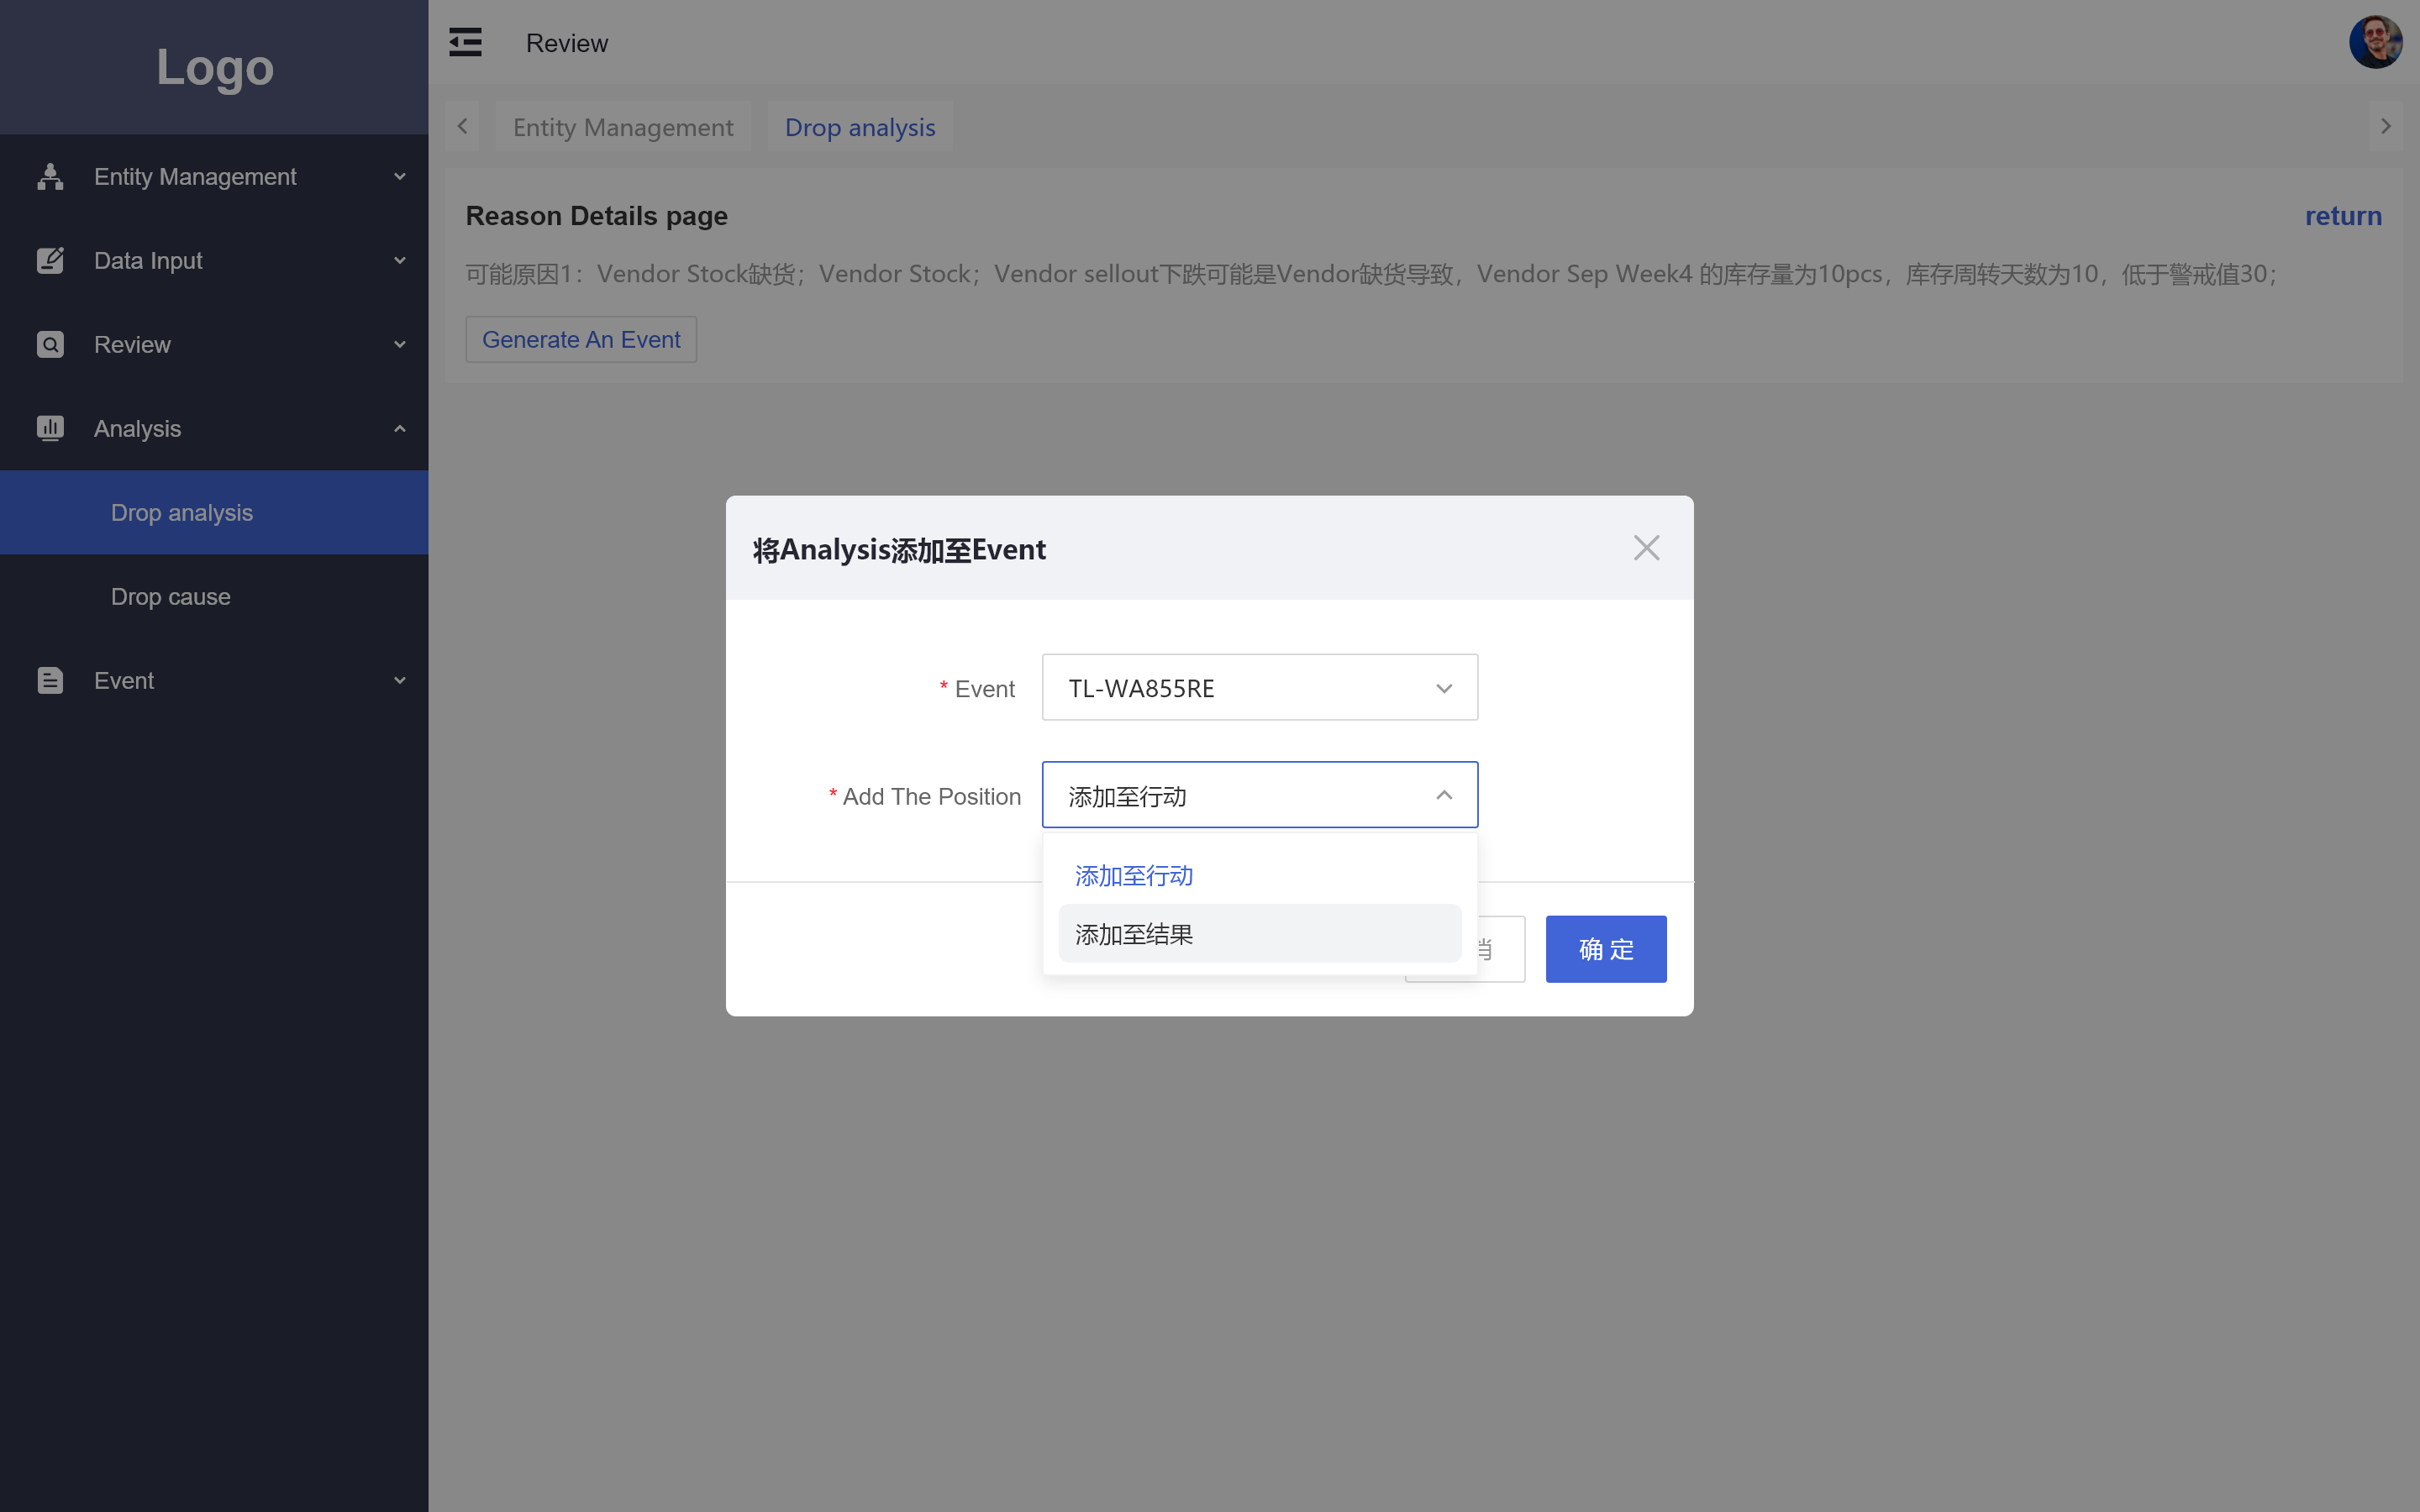 Logo
Review
Entity Management
Drop analysis
Entity Management
Data Input
Review
Analysis
Drop analysis
Drop cause
Event
Reason Details page
return
可能原因1：Vendor Stock缺货；Vendor Stock；Vendor sellout下跌可能是Vendor缺货导致，Vendor Sep Week4 的库存量为10pcs，库存周转天数为10，低于警戒值30；
Generate An Event
将Analysis添加至Event
* Event
TL-WA855RE
* Add The Position
添加至行动
添加至行动
添加至结果
确 定